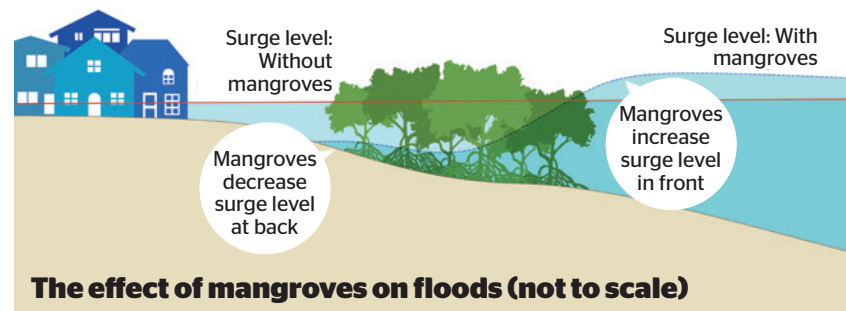 Surge level:
Without
mangroves
Surge level: With
mangroves
Mangroves
decrease
surge level
at back
Mangroves
increase
surge level
in front
The effect of mangroves on floods (not to scale)